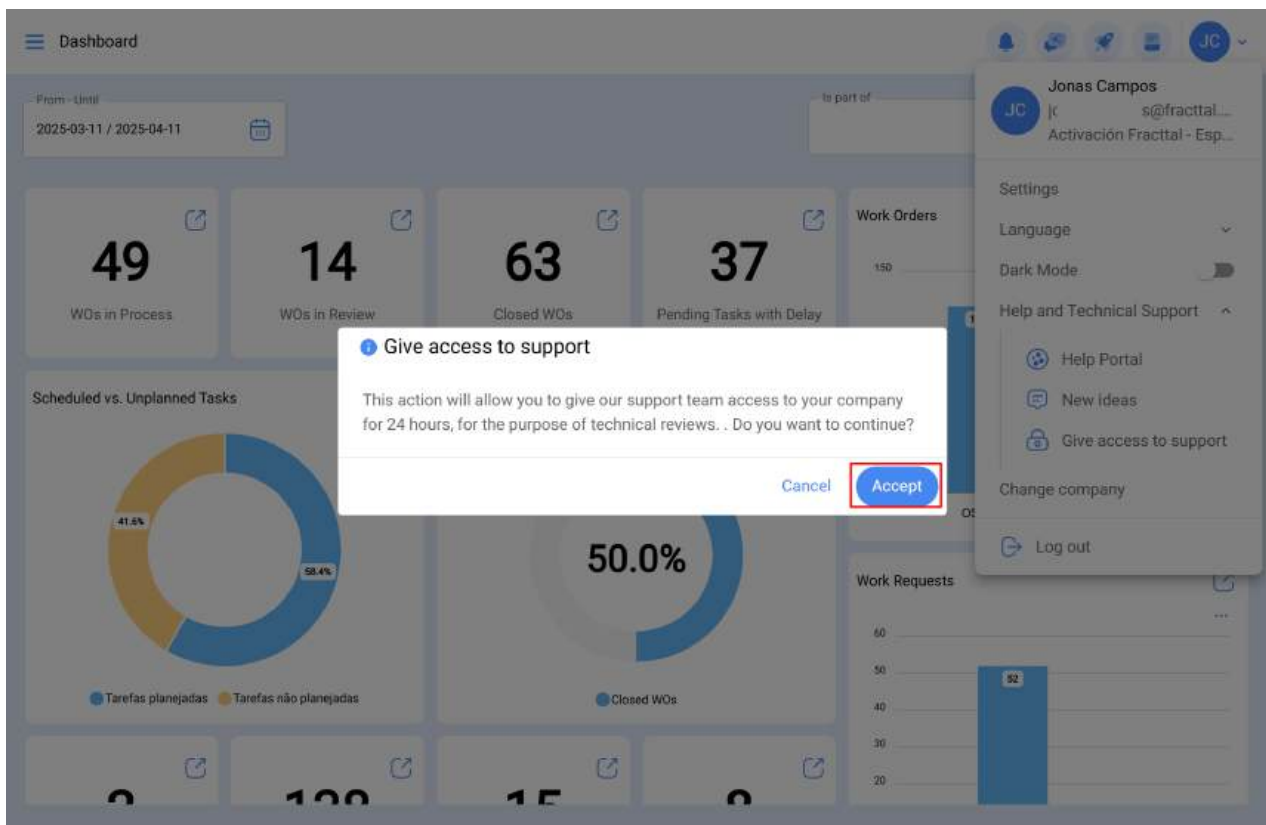 Dashboard
JC
From - Until
2025-03-11 / 2025-04-11
Is part of
JC
Jonas Campos
s@fracttal....
Activación Fracttal - Esp...
Settings
Language
Dark Mode
Help and Technical Support
Help Portal
New ideas
Give access to support
Change company
Log out
49
WOs in Process
14
WOs in Review
63
Closed WOs
37
Pending Tasks with Delay
Work Orders
150
Give access to support
This action will allow you to give our support team access to your company
for 24 hours, for the purpose of technical reviews. . Do you want to continue?
Cancel
Accept
Scheduled vs. Unplanned Tasks
41.6%
58.4%
Tarefas planejadas
Tarefas não planejadas
50.0%
Closed WOs
Work Requests
60
50
52
40
30
20